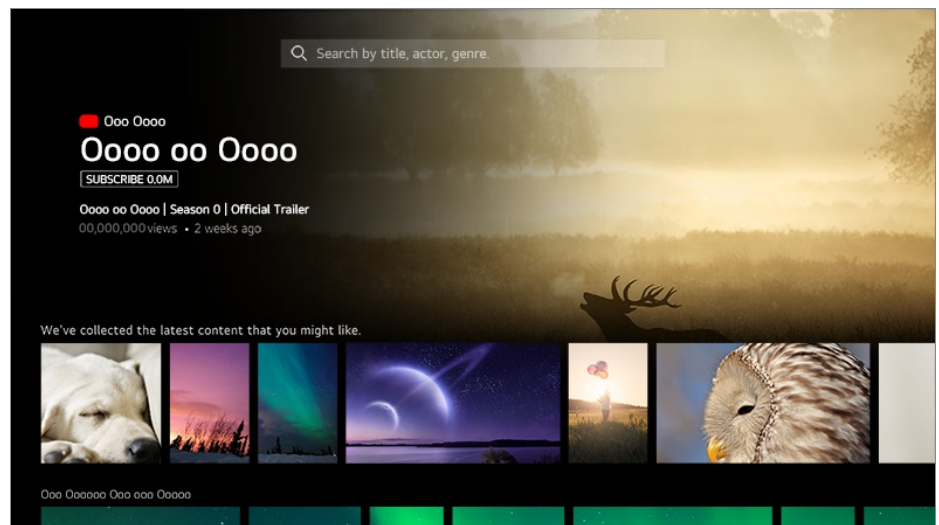 Search by title, actor, genre.
Ooo Oooo
Oooo oo Oooo
SUBSCRIBE 0.0M
Oooo oo Oooo | Season 0 | Official Trailer
00,000,000views • 2 weeks ago
We've collected the latest content that you might like.
Ooo Oooooo Ooo ooo Ooooo